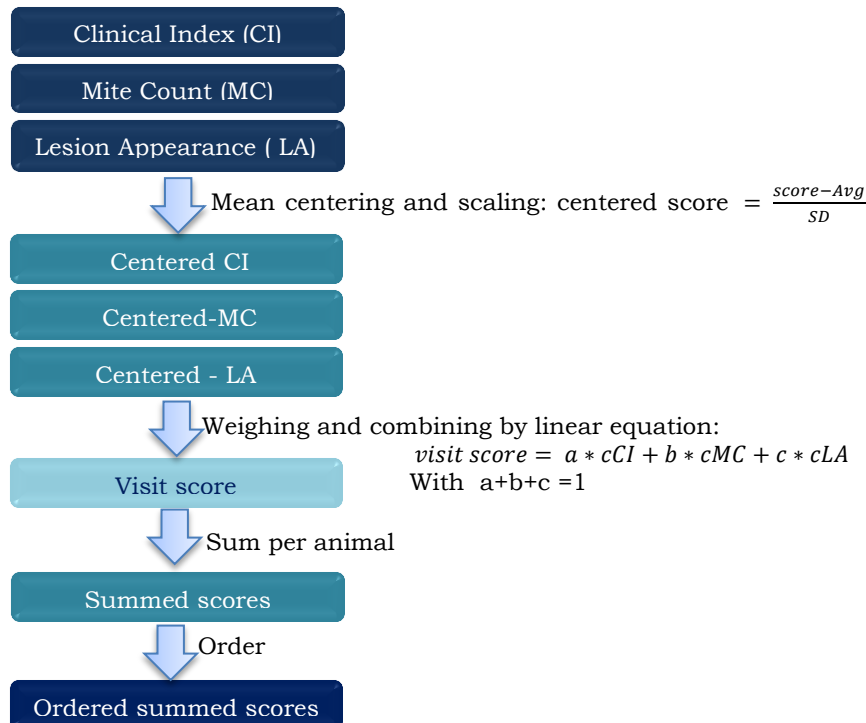 Clinical Index (CI)
Mite Count (MC)
Lesion Appearance ( LA)
Mean centering and scaling: centered score = \frac{score-Avg}{SD}
Centered CI
Centered-MC
Centered - LA
Weighing and combining by linear equation:
visit score = a * cCI + b * cMC + c * cLA
With a+b+c =1
Visit score
Sum per animal
Summed scores
Order
Ordered summed scores